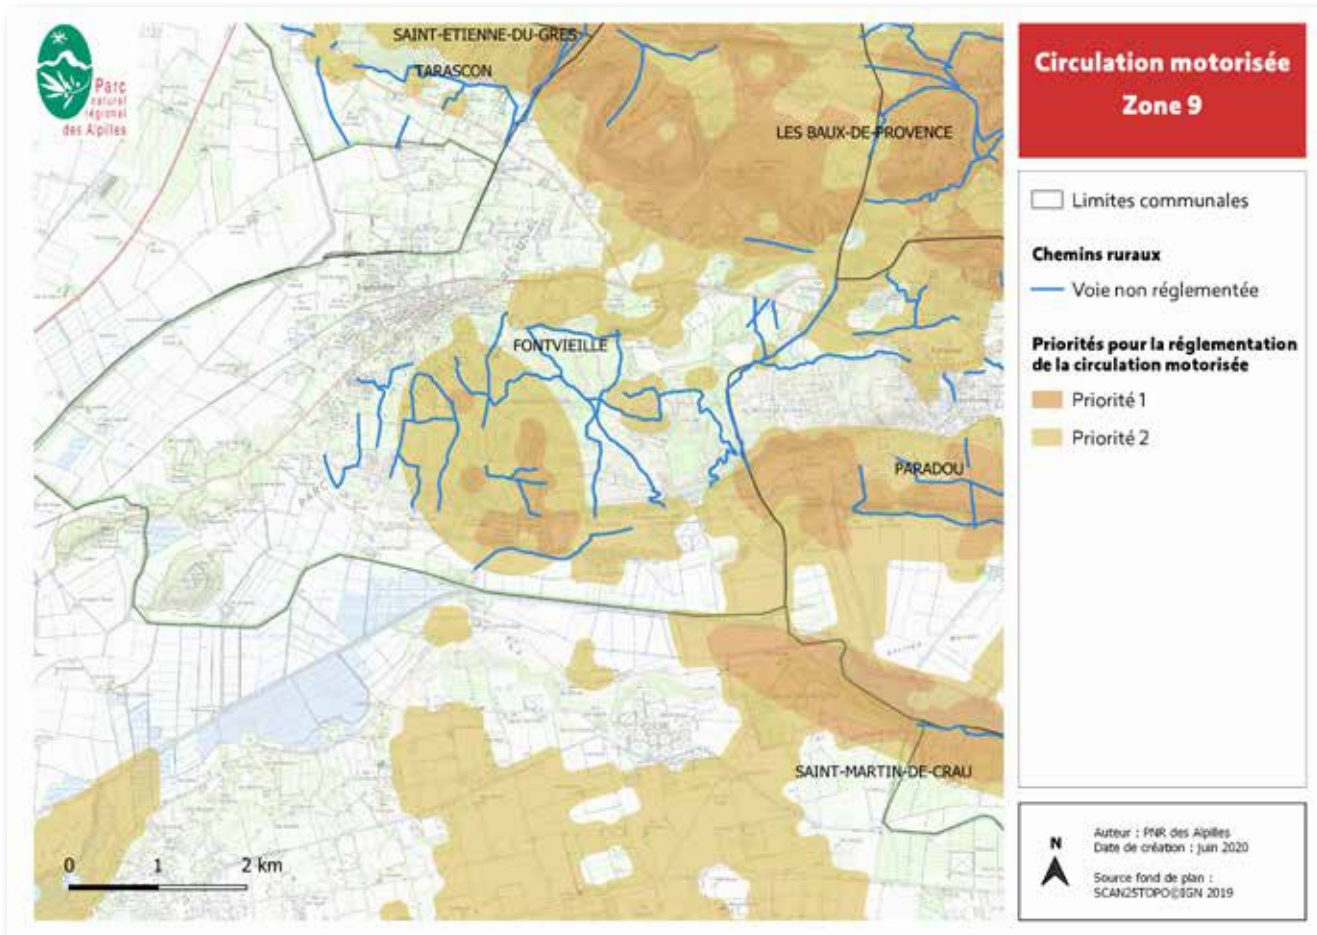 Parc
naturel
régional
des Alpilles
SAINT-ETIENNE-DU-GRES
TARASCON
LES BAUX-DE-PROVENCE
FONTVIEILLE
PARADOU
SAINT-MARTIN-DE-CRAU
0 1 2 km
Circulation motorisée
Zone 9
Limites communales
Chemins ruraux
Voie non réglementée
Priorités pour la réglementation
de la circulation motorisée
Priorité 1
Priorité 2
N
Auteur : PNR des Alpilles
Date de création : juin 2020
Source fond de plan :
SCAN25TOPO©IGN 2019